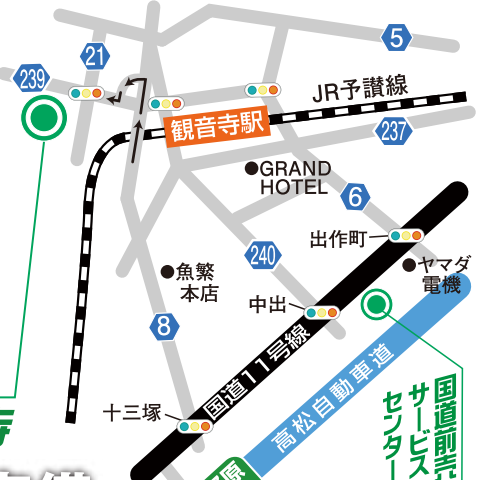 5
21
239
JR予讃線
観音寺駅
237
GRAND
HOTEL
6
出作町
240
ヤマダ
電機
魚繁
本店
中出
8
国道11号線
高松自動車道
十三塚
国道前売
サービス
センター
原